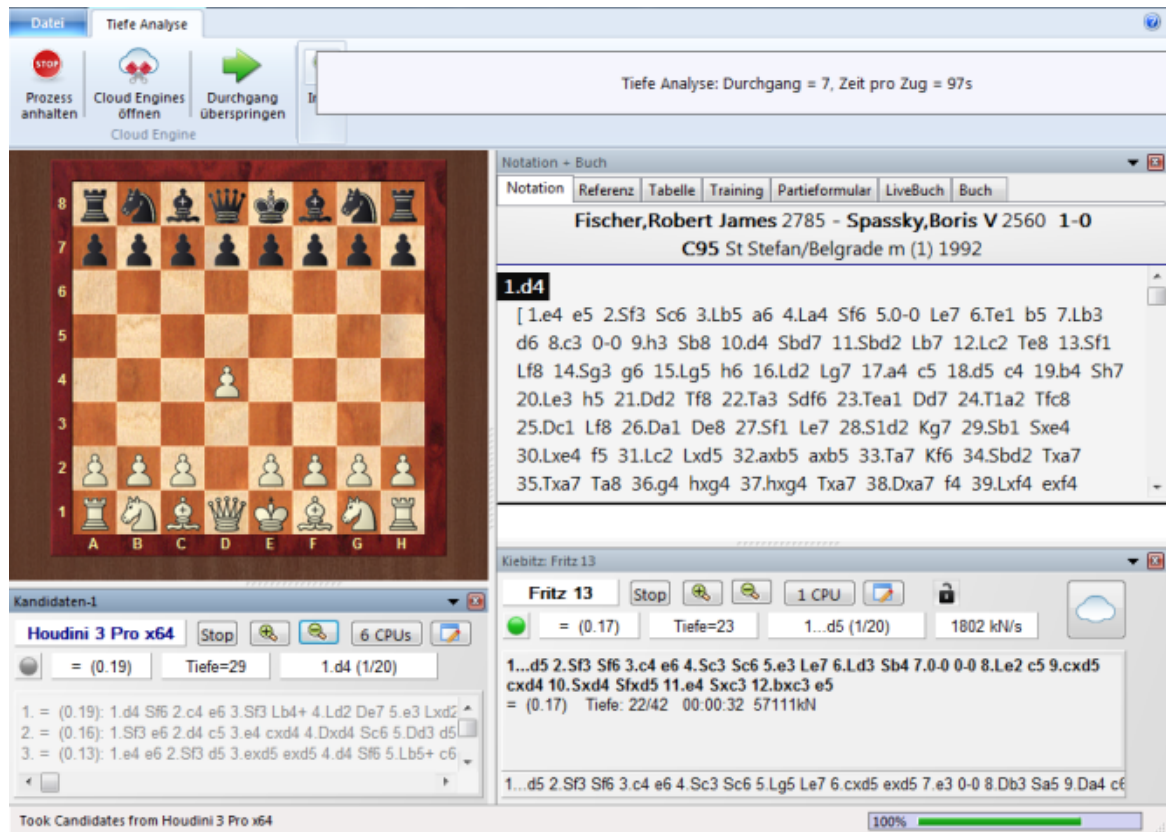 Datei Tiefe Analyse
STOP
Prozess anhalten
Cloud Engines öffnen
Durchgang überspringen
Cloud Engine
Tiefe Analyse: Durchgang = 7, Zeit pro Zug = 97s
8
7
6
5
4
3
2
1
A B C D E F G H
Notation + Buch
Notation Referenz Tabelle Training Partieformular LiveBuch Buch
Fischer,Robert James 2785 - Spassky,Boris V 2560 1-0
C95 St Stefan/Belgrade m (1) 1992
1.d4
[ 1.e4 e5 2.Sf3 Sc6 3.Lb5 a6 4.La4 Sf6 5.0-0 Le7 6.Te1 b5 7.Lb3
d6 8.c3 0-0 9.h3 Sb8 10.d4 Sbd7 11.Sbd2 Lb7 12.Lc2 Te8 13.Sf1
Lf8 14.Sg3 g6 15.Lg5 h6 16.Ld2 Lg7 17.a4 c5 18.d5 c4 19.b4 Sh7
20.Le3 h5 21.Dd2 Tf8 22.Ta3 Sdf6 23.Tea1 Dd7 24.T1a2 Tfc8
25.Dc1 Lf8 26.Da1 De8 27.Sf1 Le7 28.S1d2 Kg7 29.Sb1 Sxe4
30.Lxe4 f5 31.Lc2 Lxd5 32.axb5 axb5 33.Ta7 Kf6 34.Sbd2 Txa7
35.Txa7 Ta8 36.g4 hxg4 37.hxg4 Txa7 38.Dxa7 f4 39.Lxf4 exf4
Kandidaten-1
Houdini 3 Pro x64 Stop 6 CPUs
= (0.19) Tiefe=29 1.d4 (1/20)
1. = (0.19): 1.d4 Sf6 2.c4 e6 3.Sf3 Lb4+ 4.Ld2 De7 5.e3 Lxd2
2. = (0.16): 1.Sf3 e6 2.d4 c5 3.e4 cxd4 4.Dxd4 Sc6 5.Dd3 d5
3. = (0.13): 1.e4 e6 2.Sf3 d5 3.exd5 exd5 4.d4 Sf6 5.Lb5+ c6
Kiebitz: Fritz 13
Fritz 13 Stop 1 CPU
= (0.17) Tiefe=23 1...d5 (1/20) 1802 kN/s
1...d5 2.Sf3 Sf6 3.c4 e6 4.Sc3 Sc6 5.e3 Le7 6.Ld3 Sb4 7.0-0 0-0 8.Le2 c5 9.cxd5
cxd4 10.Sxd4 Sfxd5 11.e4 Sxc3 12.bxc3 e5
= (0.17) Tiefe: 22/42 00:00:32 57111kN
1...d5 2.Sf3 Sf6 3.c4 e6 4.Sc3 Sc6 5.Lg5 Le7 6.cxd5 exd5 7.e3 0-0 8.Db3 Sa5 9.Da4 c6
Took Candidates from Houdini 3 Pro x64
100%